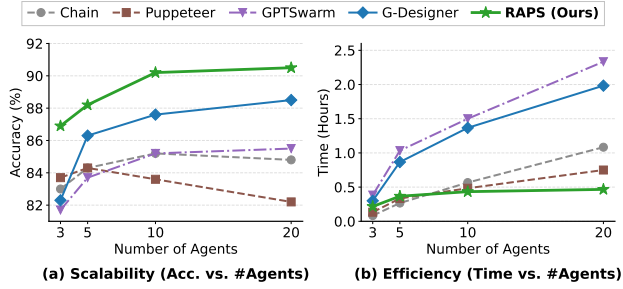 Chain Puppeteer GPTSwarm G-Designer RAPS (Ours)
92
90
88
86
84
82
Accuracy (%)
3 5 10 20
Number of Agents
(a) Scalability (Acc. vs. #Agents)
2.5
2.0
1.5
1.0
0.5
0.0
Time (Hours)
3 5 10 20
Number of Agents
(b) Efficiency (Time vs. #Agents)